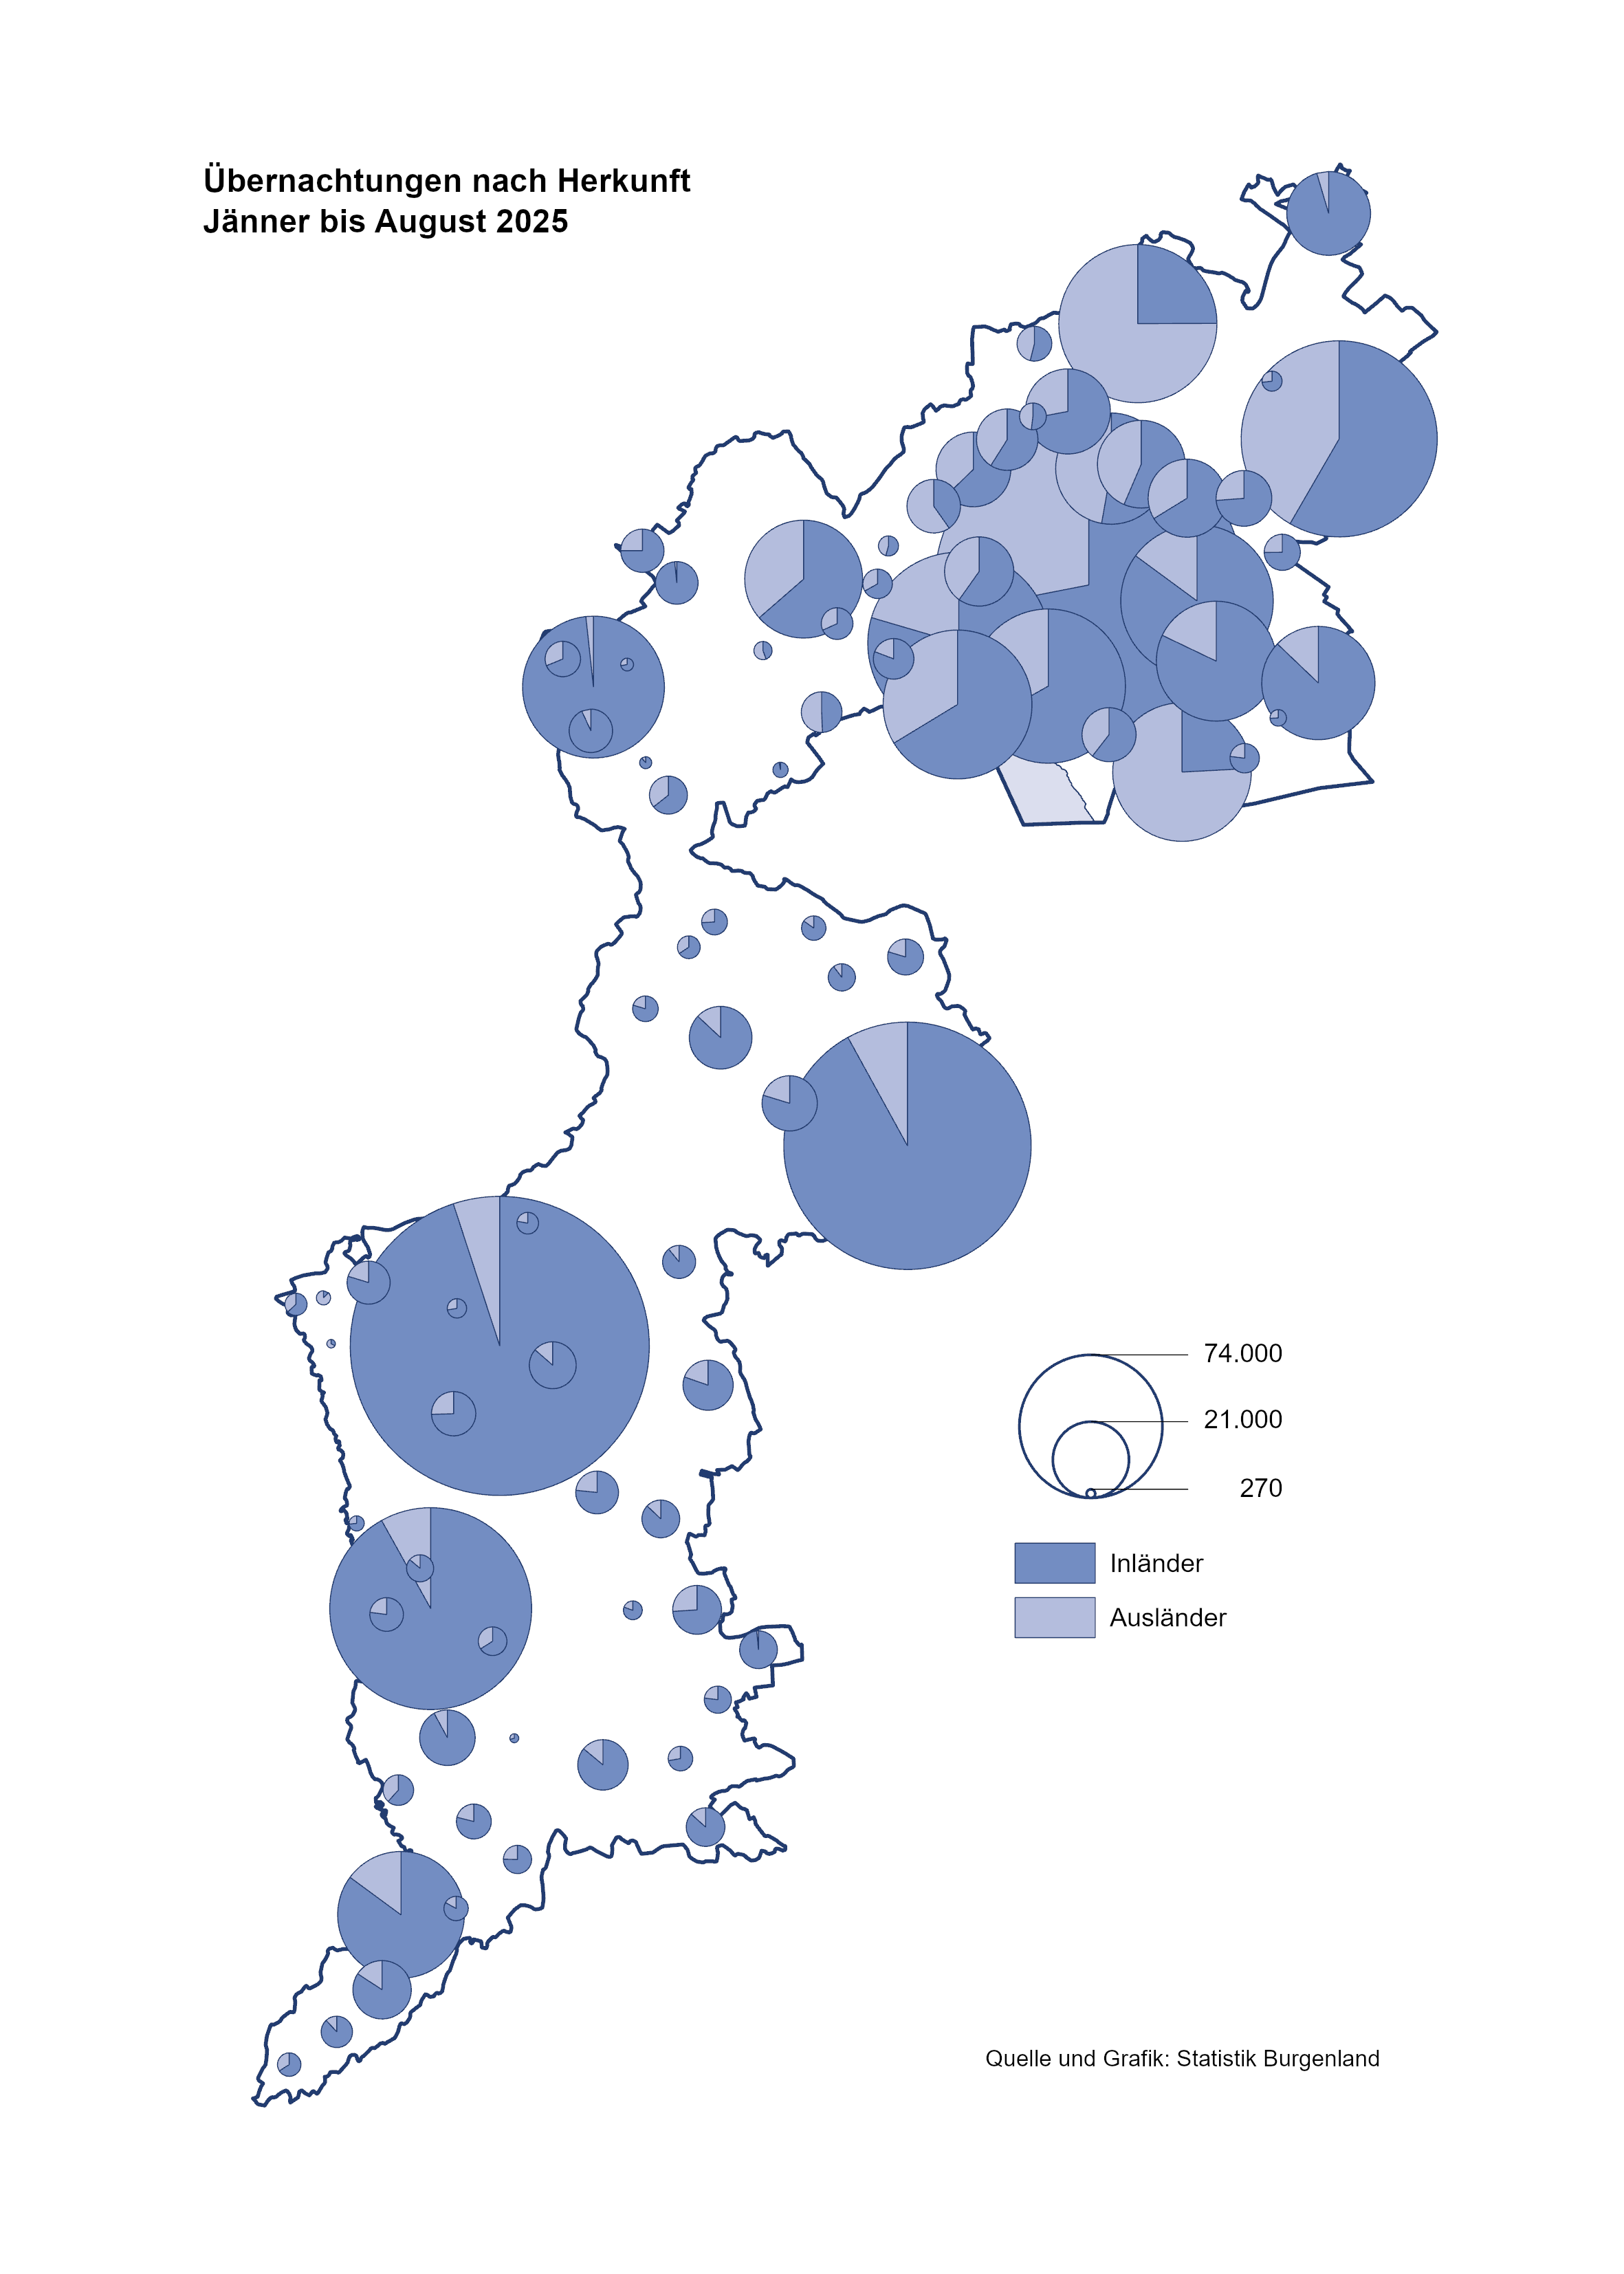 Übernachtungen nach Herkunft
Jänner bis August 2025
74.000
21.000
270
Inländer
Ausländer
Quelle und Grafik: Statistik Burgenland